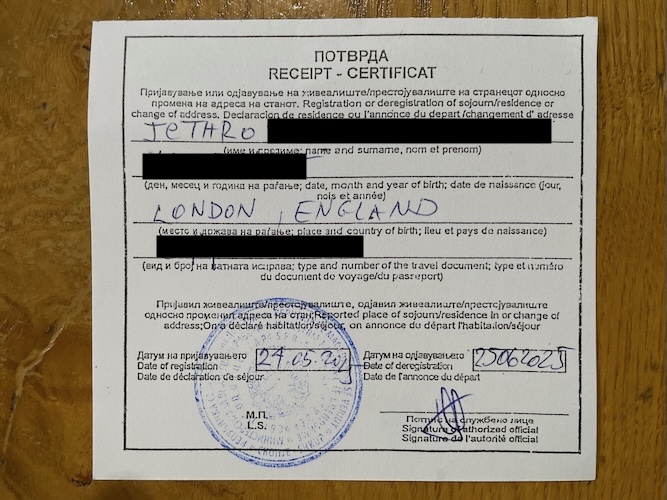 ПОТВРДА
RECEIPT - CERTIFICAT
Пријавување или одјавување на живеалиште/престојувалиште на странецот односно
промена на адреса на станот. Registration or deregistration of sojourn/residence or
change of address. Declaracion de residence ou l'annonce du depart /changement d' adresse
JETHRO
(име и презиме; name and surname, nom et prenom)
(ден, месец и година на раѓање; date, month and year of birth; date de naissance (jour,
nois et année)
LONDON, ENGLAND
(место и држава на раѓање; place and country of birth; lieu et pays de naissance)
(вид и број на патната исправа; type and number of the travel document; type et numéro
du document de voyage/du passeport)
Пријавил живеалиште/престојувалиште, одјавил живеалиште/престојувалиште
односно променил адреса на стан;Reported place of sojourn/residence in or change of
address;On a déclaré habitation/séjour, on annonce du départ l'habitaion/séjour
Датум на пријавувањето
Date of registration
Date de déclaration de séjour
24.05.2025
Датум на одјавувањето
Date of deregistration
Date de l'annonce du départ
25062025
М.П.
L.S.
Потпис на службено лице
Signature of authorized official
Signature de l'autorité official